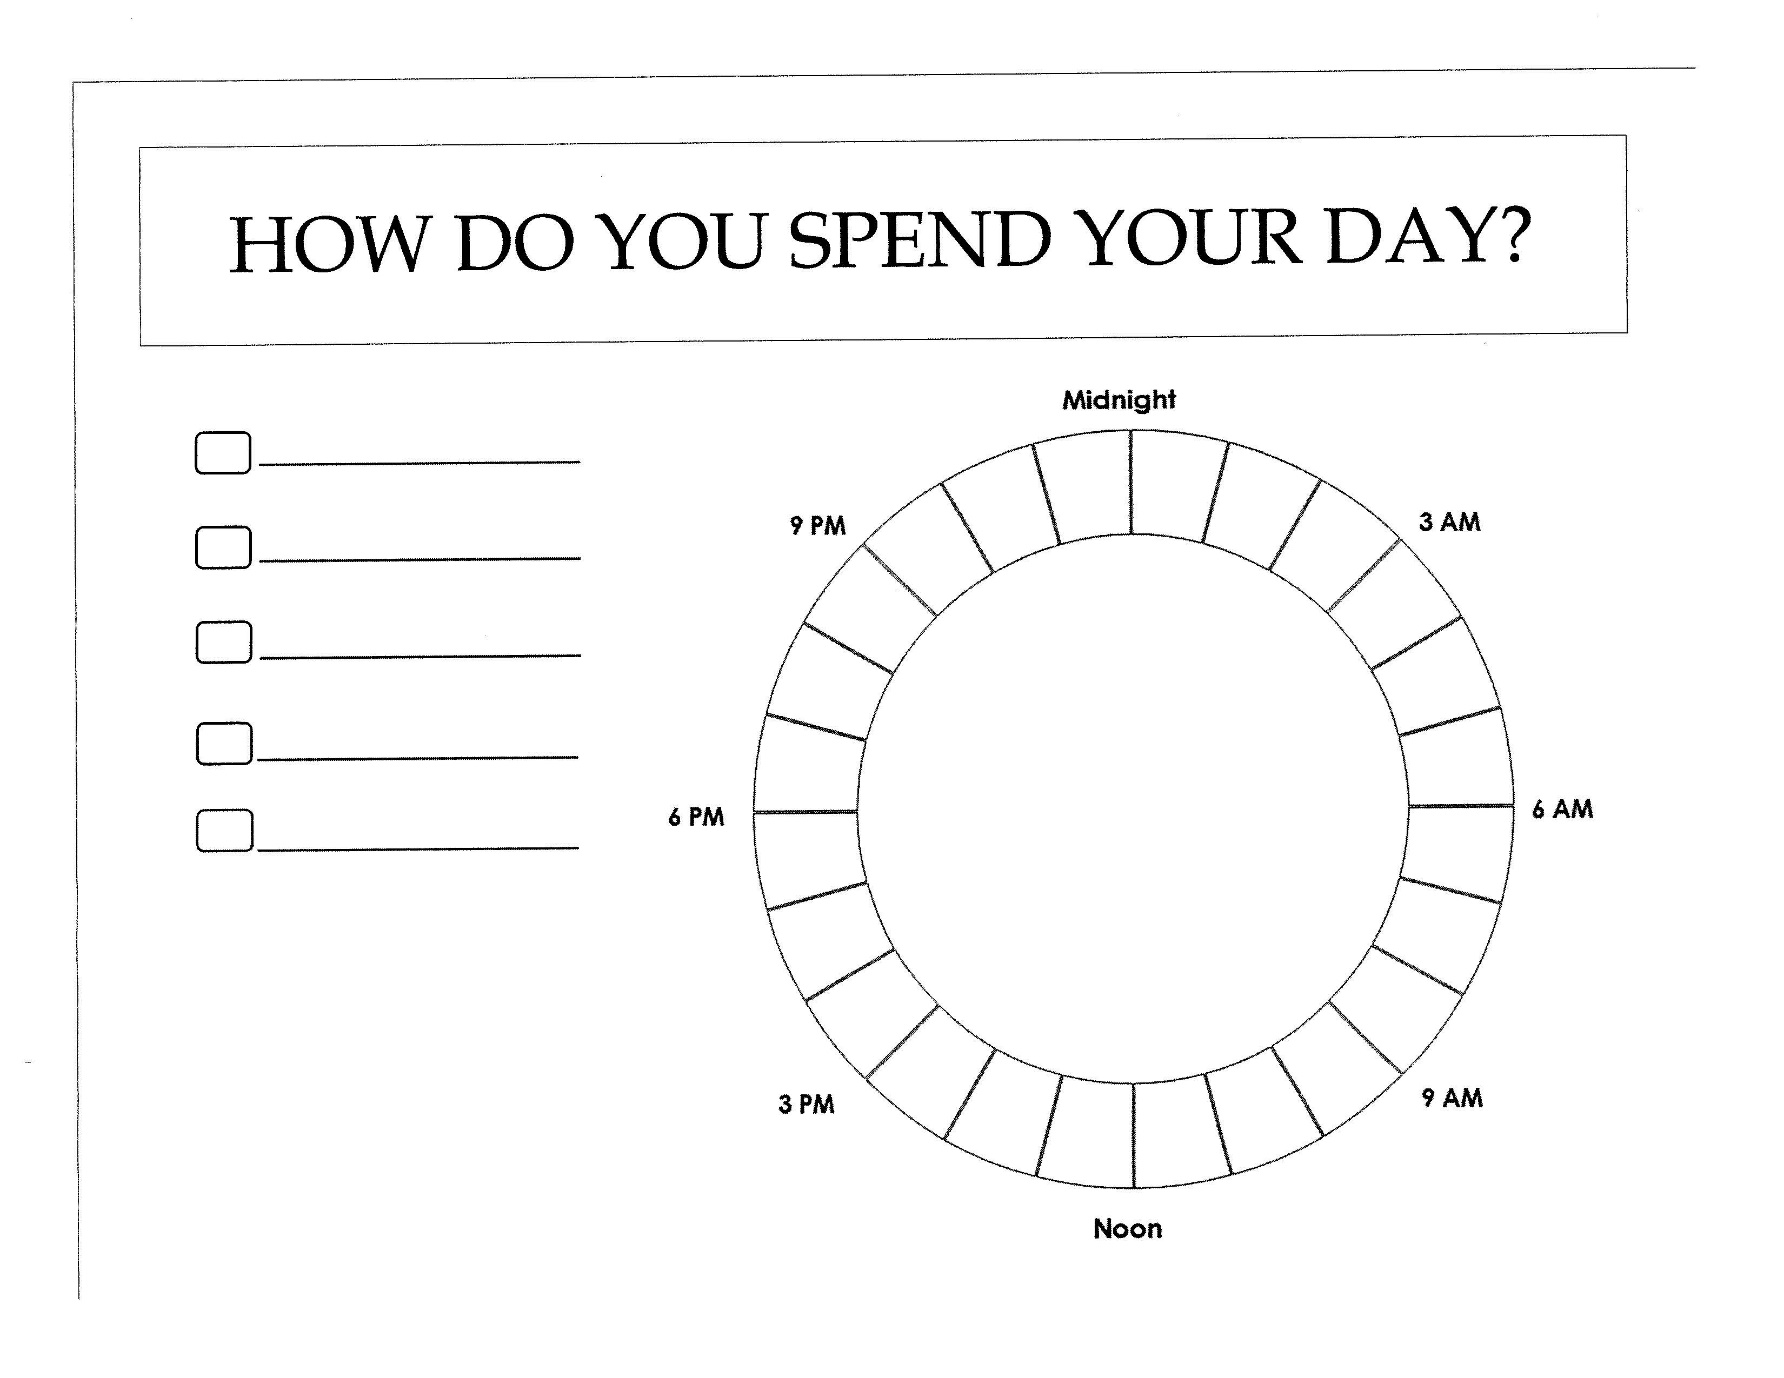 HOW DO YOU SPEND YOUR DAY?
Midnight
9 PM
3 AM
6 PM
6 AM
3 PM
9 AM
Noon